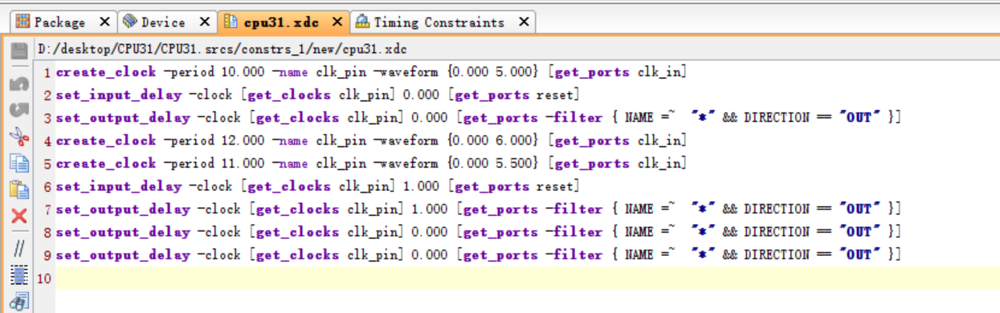 Package × Device × cpu31.xdc × Timing Constraints ×
D:/desktop/CPU31/CPU31.srcs/constrs_1/new/cpu31.xdc
1 create_clock -period 10.000 -name clk_pin -waveform {0.000 5.000} [get_ports clk_in]
2 set_input_delay -clock [get_clocks clk_pin] 0.000 [get_ports reset]
3 set_output_delay -clock [get_clocks clk_pin] 0.000 [get_ports -filter { NAME =~  "*" && DIRECTION == "OUT" }]
4 create_clock -period 12.000 -name clk_pin -waveform {0.000 6.000} [get_ports clk_in]
5 create_clock -period 11.000 -name clk_pin -waveform {0.000 5.500} [get_ports clk_in]
6 set_input_delay -clock [get_clocks clk_pin] 1.000 [get_ports reset]
7 set_output_delay -clock [get_clocks clk_pin] 1.000 [get_ports -filter { NAME =~  "*" && DIRECTION == "OUT" }]
8 set_output_delay -clock [get_clocks clk_pin] 0.000 [get_ports -filter { NAME =~  "*" && DIRECTION == "OUT" }]
9 set_output_delay -clock [get_clocks clk_pin] 0.000 [get_ports -filter { NAME =~  "*" && DIRECTION == "OUT" }]
10